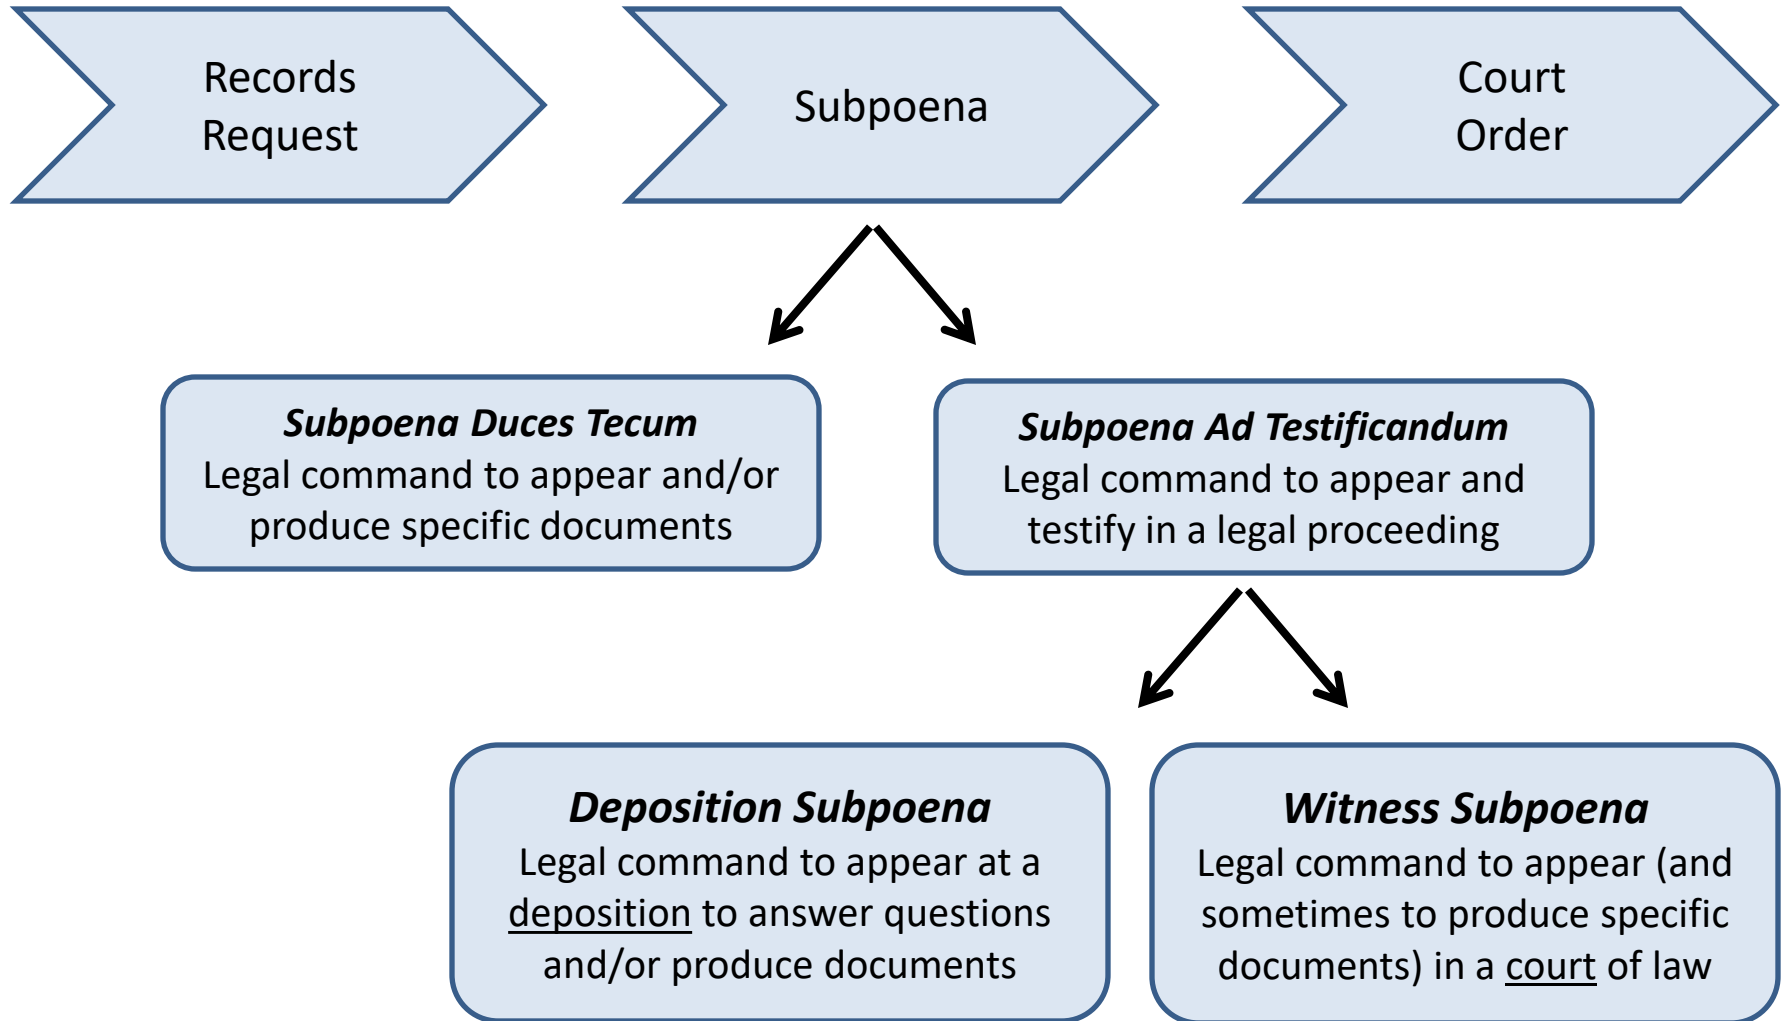 Records
Request
Subpoena
Court
Order
Subpoena Duces Tecum
Legal command to appear and/or
produce specific documents
Subpoena Ad Testificandum
Legal command to appear and
testify in a legal proceeding
Deposition Subpoena
Legal command to appear at a
deposition to answer questions
and/or produce documents
Witness Subpoena
Legal command to appear (and
sometimes to produce specific
documents) in a court of law